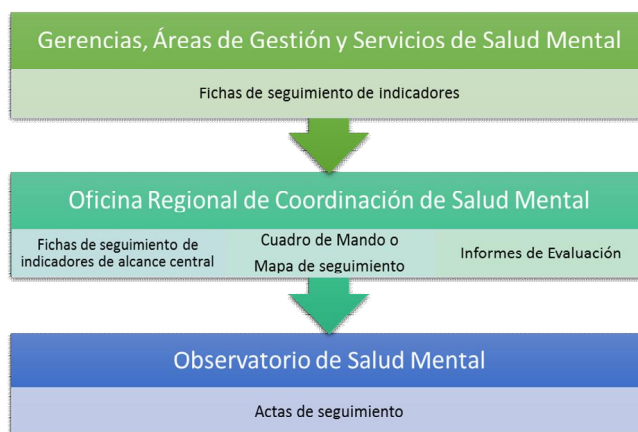 Gerencias, Áreas de Gestión y Servicios de Salud Mental
Fichas de seguimiento de indicadores
Oficina Regional de Coordinación de Salud Mental
Fichas de seguimiento de
indicadores de alcance central
Cuadro de Mando o
Mapa de seguimiento
Informes de Evaluación
Observatorio de Salud Mental
Actas de seguimiento